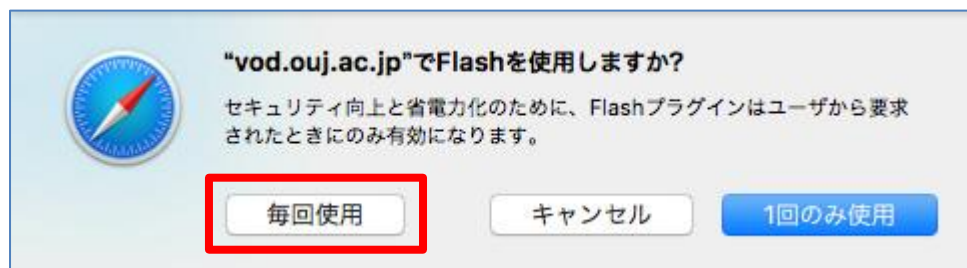 “vod.ouj.ac.jp”でFlashを使用しますか?
セキュリティ向上と省電力化のために、Flashプラグインはユーザから要求
されたときにのみ有効になります。
毎回使用 キャンセル 1回のみ使用